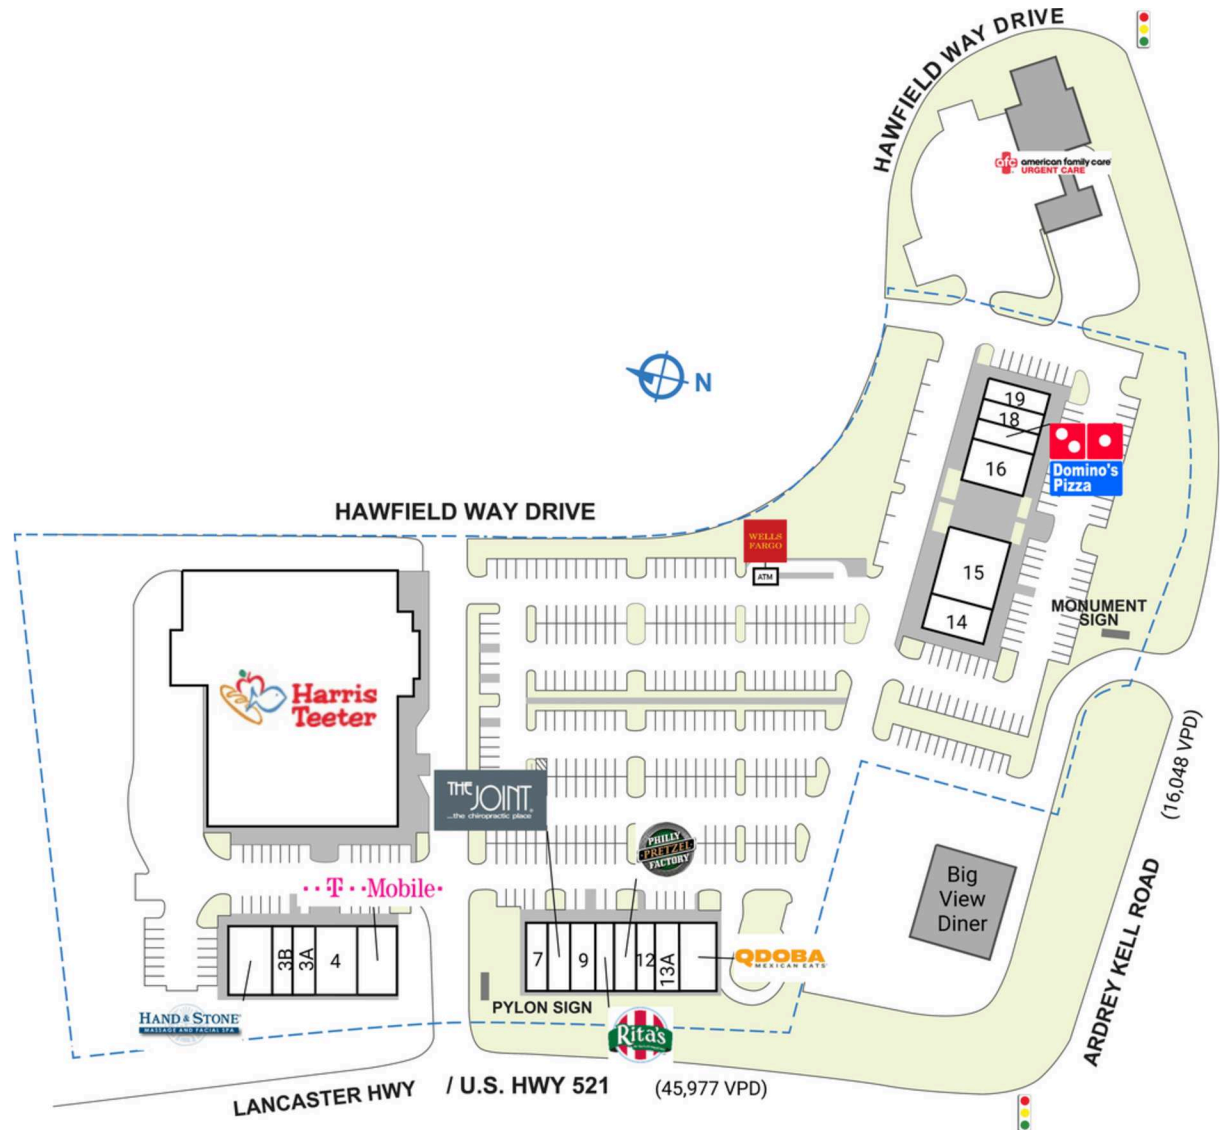 HAWFIELD WAY DRIVE
afc american family care
URGENT CARE
N
19
18
16
Domino's
Pizza
HAWFIELD WAY DRIVE
WELLS
FARGO
ATM
15
14
MONUMENT
SIGN
Harris
Teeter
THE JOINT
...the chiropractic place
PHILLY
PRETZEL
FACTORY
T Mobile
(16,048 VPD)
Big
View
Diner
ARDREY KELL ROAD
3B
3A
4
7
9
12
13A
QDOBA
MEXICAN EATS
HAND & STONE
MASSAGE AND FACIAL SPA
PYLON SIGN
Rita's
LANCASTER HWY / U.S. HWY 521 (45,977 VPD)